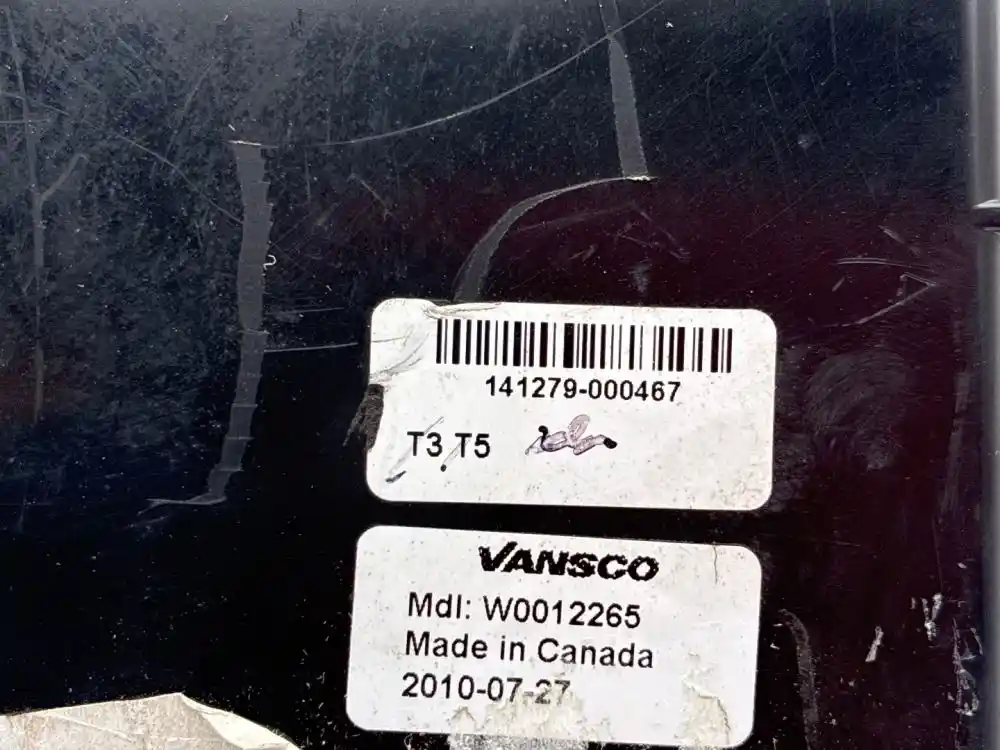 141279-000467
T3 T5
VANSCO
Mdl: W0012265
Made in Canada
2010-07-27